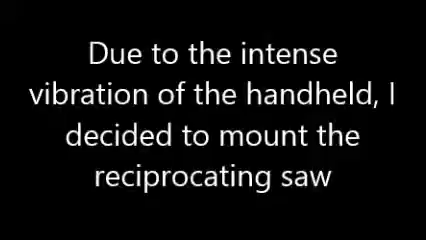 Due to the intense
vibration of the handheld, I
decided to mount the
reciprocating saw